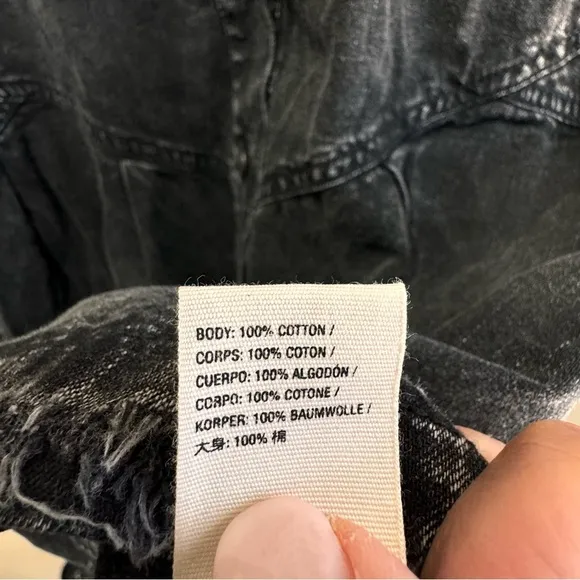 BODY: 100% COTTON /
CORPS: 100% COTON /
CUERPO: 100% ALGODÓN /
CORPO: 100% COTONE /
KORPER: 100% BAUMWOLLE /
大身: 100% 棉